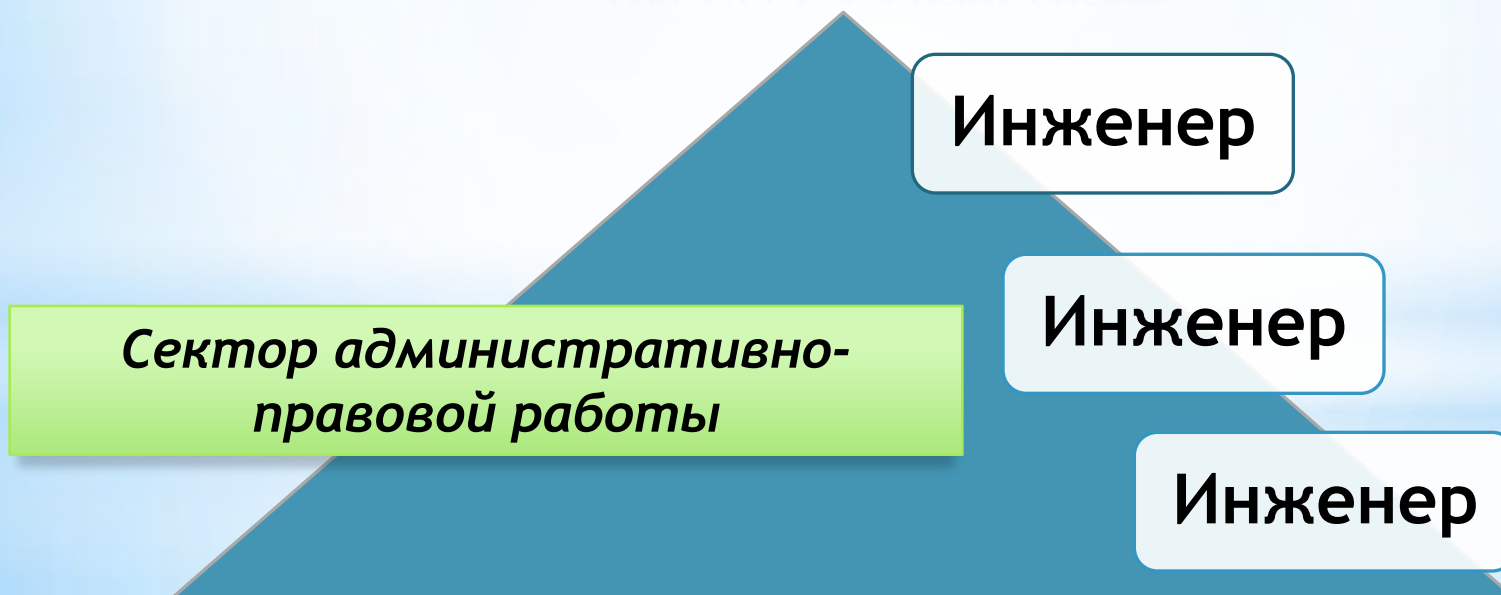 Инженер
Инженер
Сектор административно-
правовой работы
Инженер